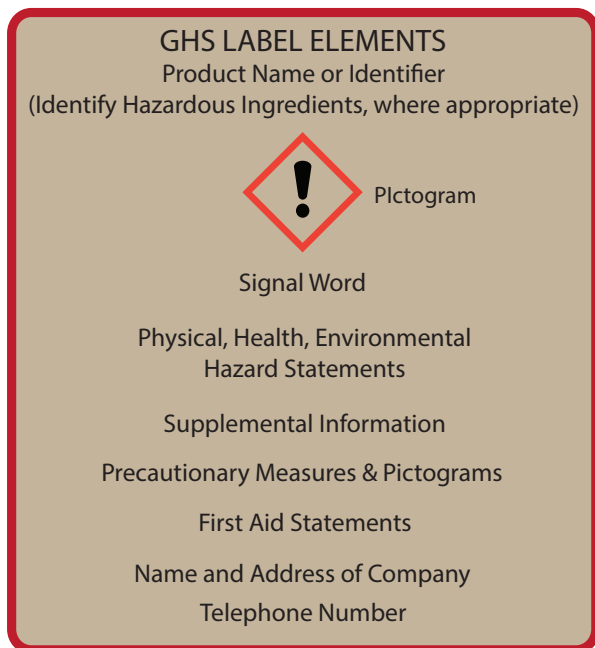 GHS LABEL ELEMENTS
Product Name or Identifier
(Identify Hazardous Ingredients, where appropriate)
PIctogram
Signal Word
Physical, Health, Environmental
Hazard Statements
Supplemental Information
Precautionary Measures & Pictograms
First Aid Statements
Name and Address of Company
Telephone Number